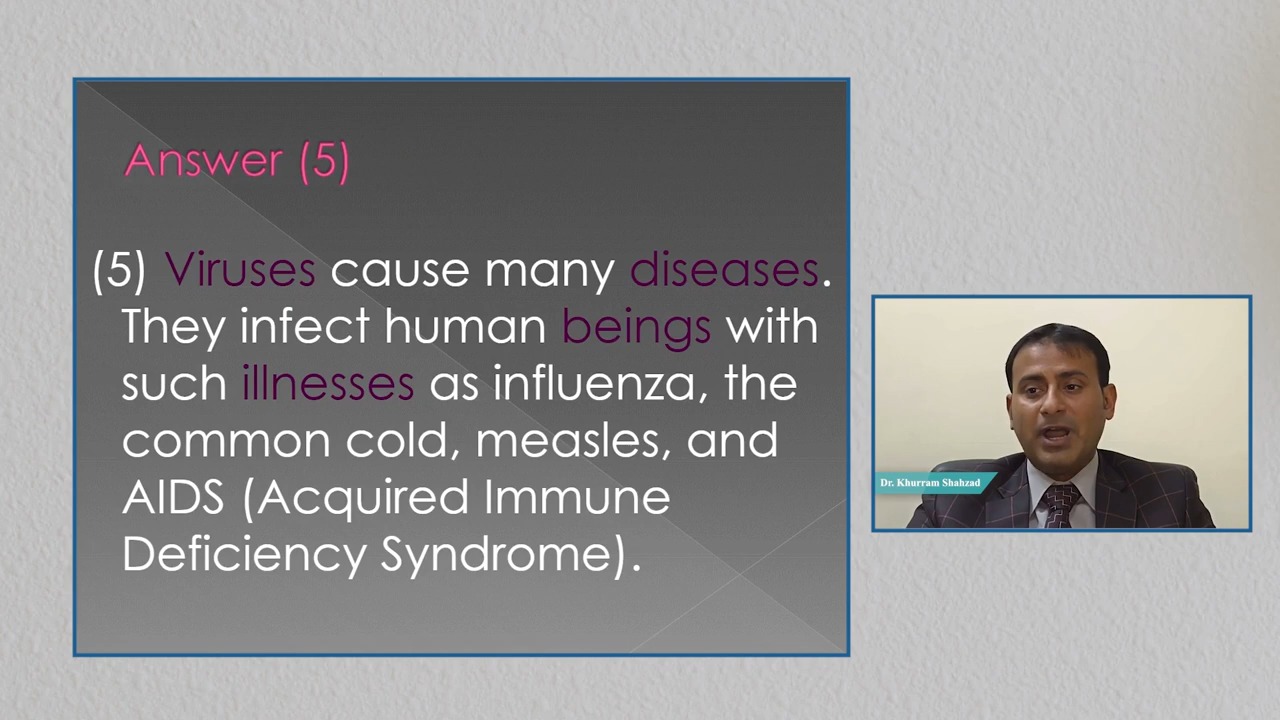 Answer (5)
(5) Viruses cause many diseases.
They infect human beings with
such illnesses as influenza, the
common cold, measles, and
AIDS (Acquired Immune
Deficiency Syndrome).
Dr. Khurram Shahzad